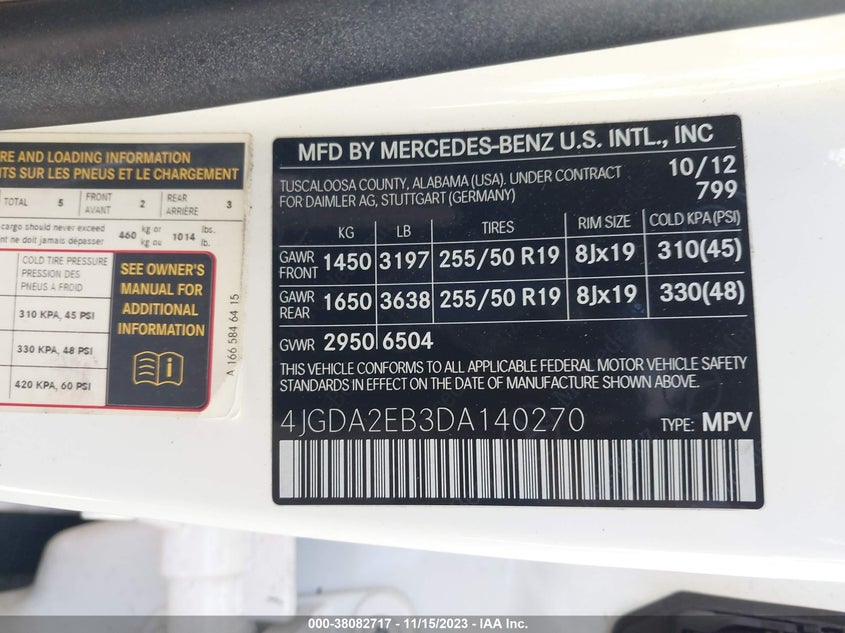 RE AND LOADING INFORMATION
NTS SUR LES PNEUS ET LE CHARGEMENT
TOTAL 5 FRONT AVANT 2 REAR ARRIÈRE 3
cargo should never exceed 460 kg or 1014 lbs.
nt ne doit jamais dépasser kg ou lb.
COLD TIRE PRESSURE
PRESSION DES
PNEUS A FROID
310 KPA, 45 PSI
330 KPA, 48 PSI
420 KPA, 60 PSI
SEE OWNER'S
MANUAL FOR
ADDITIONAL
INFORMATION
A 166 584 64 15
MFD BY MERCEDES-BENZ U.S. INTL., INC
TUSCALOOSA COUNTY, ALABAMA (USA). UNDER CONTRACT 10/12
FOR DAIMLER AG, STUTTGART (GERMANY) 799
KG LB TIRES RIM SIZE COLD KPA(PSI)
GAWR FRONT 1450 3197 255/50 R19 8Jx19 310(45)
GAWR REAR 1650 3638 255/50 R19 8Jx19 330(48)
GVWR 2950 6504
THIS VEHICLE CONFORMS TO ALL APPLICABLE FEDERAL MOTOR VEHICLE SAFETY
STANDARDS IN EFFECT ON THE DATE OF MANUFACTURE SHOWN ABOVE.
4JGDA2EB3DA140270 TYPE: MPV
000-38082717 - 11/15/2023 - IAA Inc.